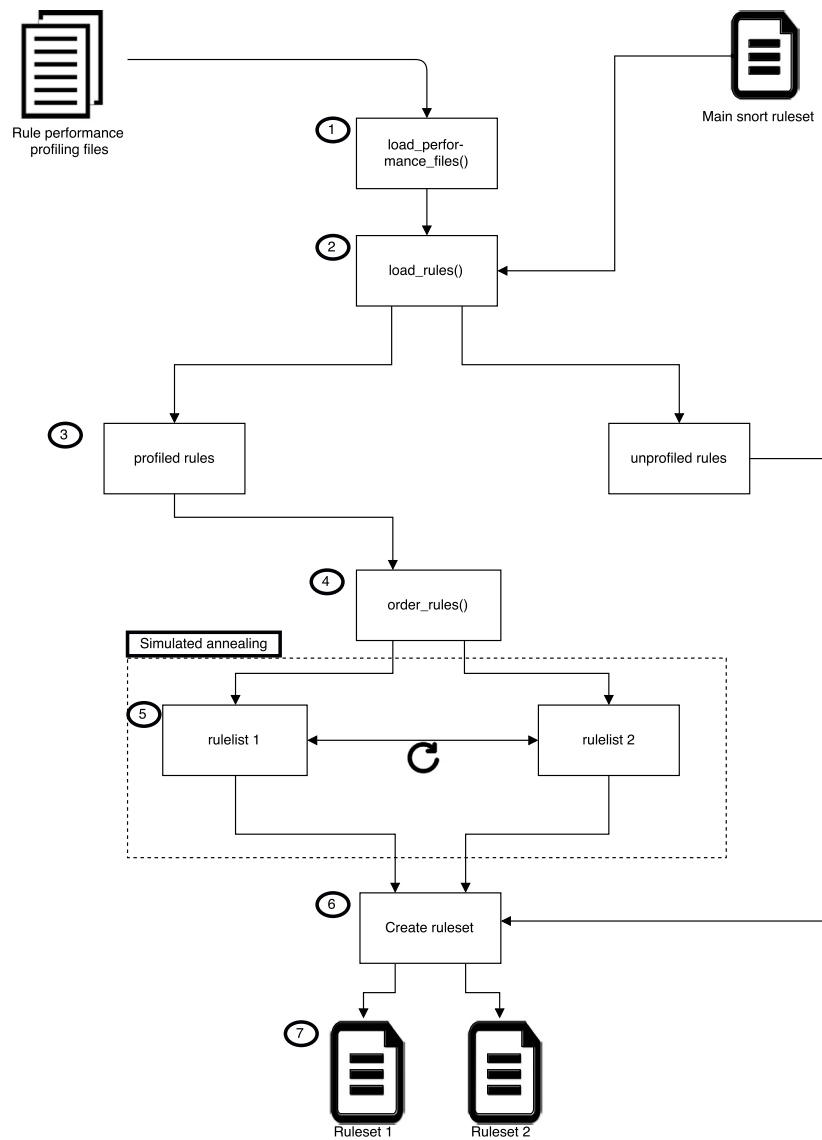 Rule performance
profiling files
Main snort ruleset
1
load_perfor-
mance_files()
2
load_rules()
3
profiled rules
unprofiled rules
4
order_rules()
Simulated annealing
5
rulelist 1
rulelist 2
6
Create ruleset
7
Ruleset 1
Ruleset 2